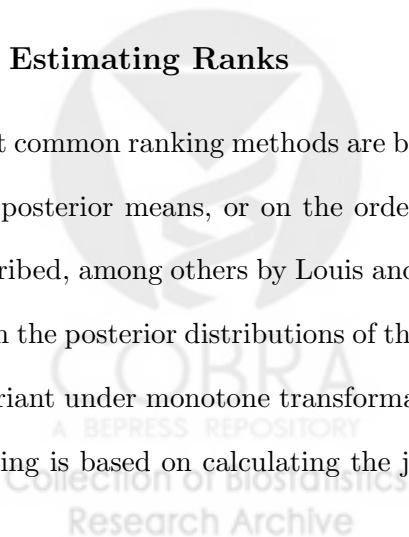 Estimating Ranks
t common ranking methods are b
posterior means, or on the orde
ribed, among others by Louis and
n the posterior distributions of th
riant under monotone transforma
COBRA
A BEPRESS REPOSITORY
ing is based on calculating the j
Collection of Biostatistics
Research Archive